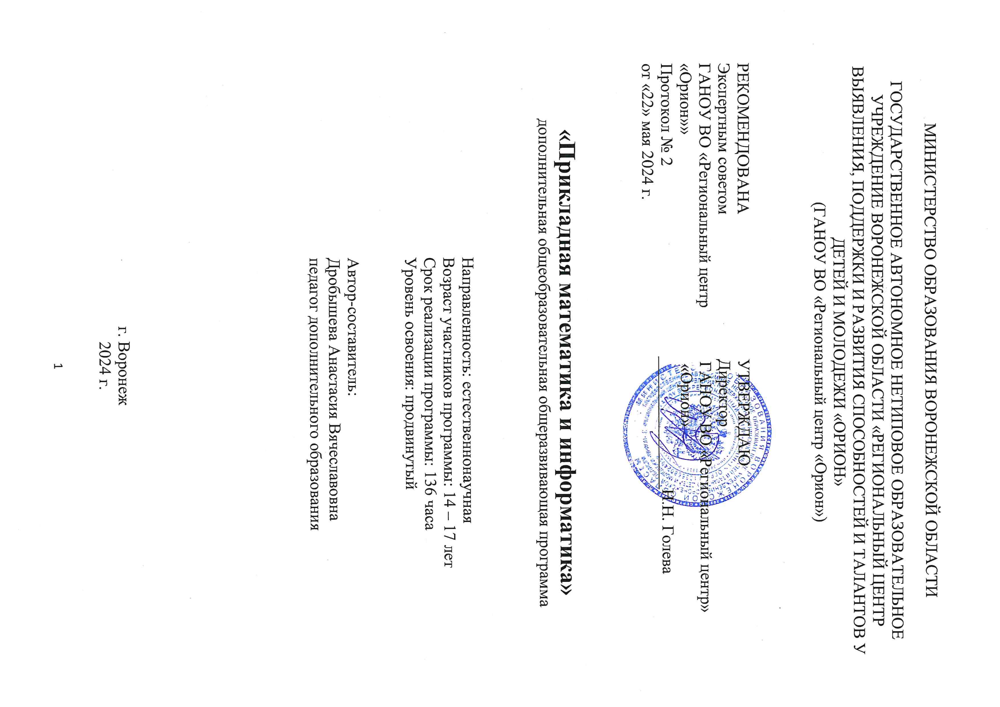 МИНИСТЕРСТВО ОБРАЗОВАНИЯ ВОРОНЕЖСКОЙ ОБЛАСТИ
ГОСУДАРСТВЕННОЕ АВТОНОМНОЕ НЕТИПОВОЕ ОБРАЗОВАТЕЛЬНОЕ
УЧРЕЖДЕНИЕ ВОРОНЕЖСКОЙ ОБЛАСТИ «РЕГИОНАЛЬНЫЙ ЦЕНТР
ВЫЯВЛЕНИЯ, ПОДДЕРЖКИ И РАЗВИТИЯ СПОСОБНОСТЕЙ И ТАЛАНТОВ У
ДЕТЕЙ И МОЛОДЕЖИ «ОРИОН»
(ГАНОУ ВО «Региональный центр «Орион»)
РЕКОМЕНДОВАНА
Экспертным советом
ГАНОУ ВО «Региональный центр
«Орион»»
Протокол № 2
от «22» мая 2024 г.
УТВЕРЖДАЮ
Директор
ГАНОУ ВО «Региональный центр»
«Орион»
Н.Н. Голева
«Прикладная математика и информатика»
дополнительная общеобразовательная общеразвивающая программа
Направленность: естественнонаучная
Возраст участников программы: 14 – 17 лет
Срок реализации программы: 136 часа
Уровень освоения: продвинутый
Автор-составитель:
Дробышева Анастасия Вячеславовна
педагог дополнительного образования
г. Воронеж
2024 г.
1